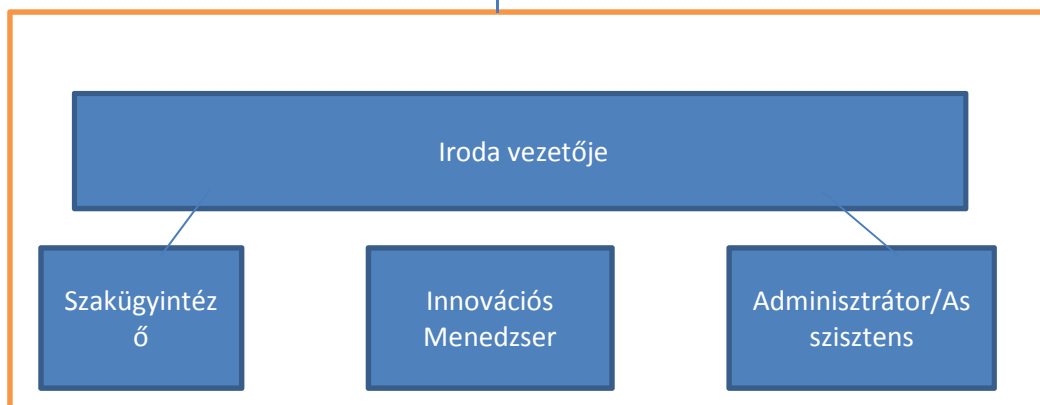 Iroda vezetője
Szakügyintéz
ő
Innovációs
Menedzser
Adminisztrátor/As
szisztens